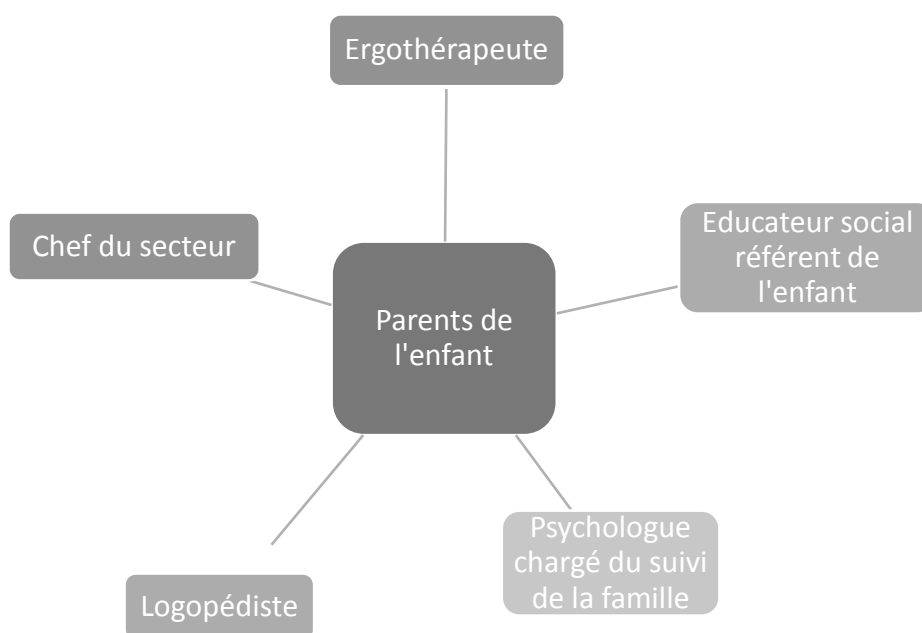 Ergothérapeute
Chef du secteur
Educateur social
référent de
l'enfant
Parents de
l'enfant
Psychologue
chargé du suivi
de la famille
Logopédiste